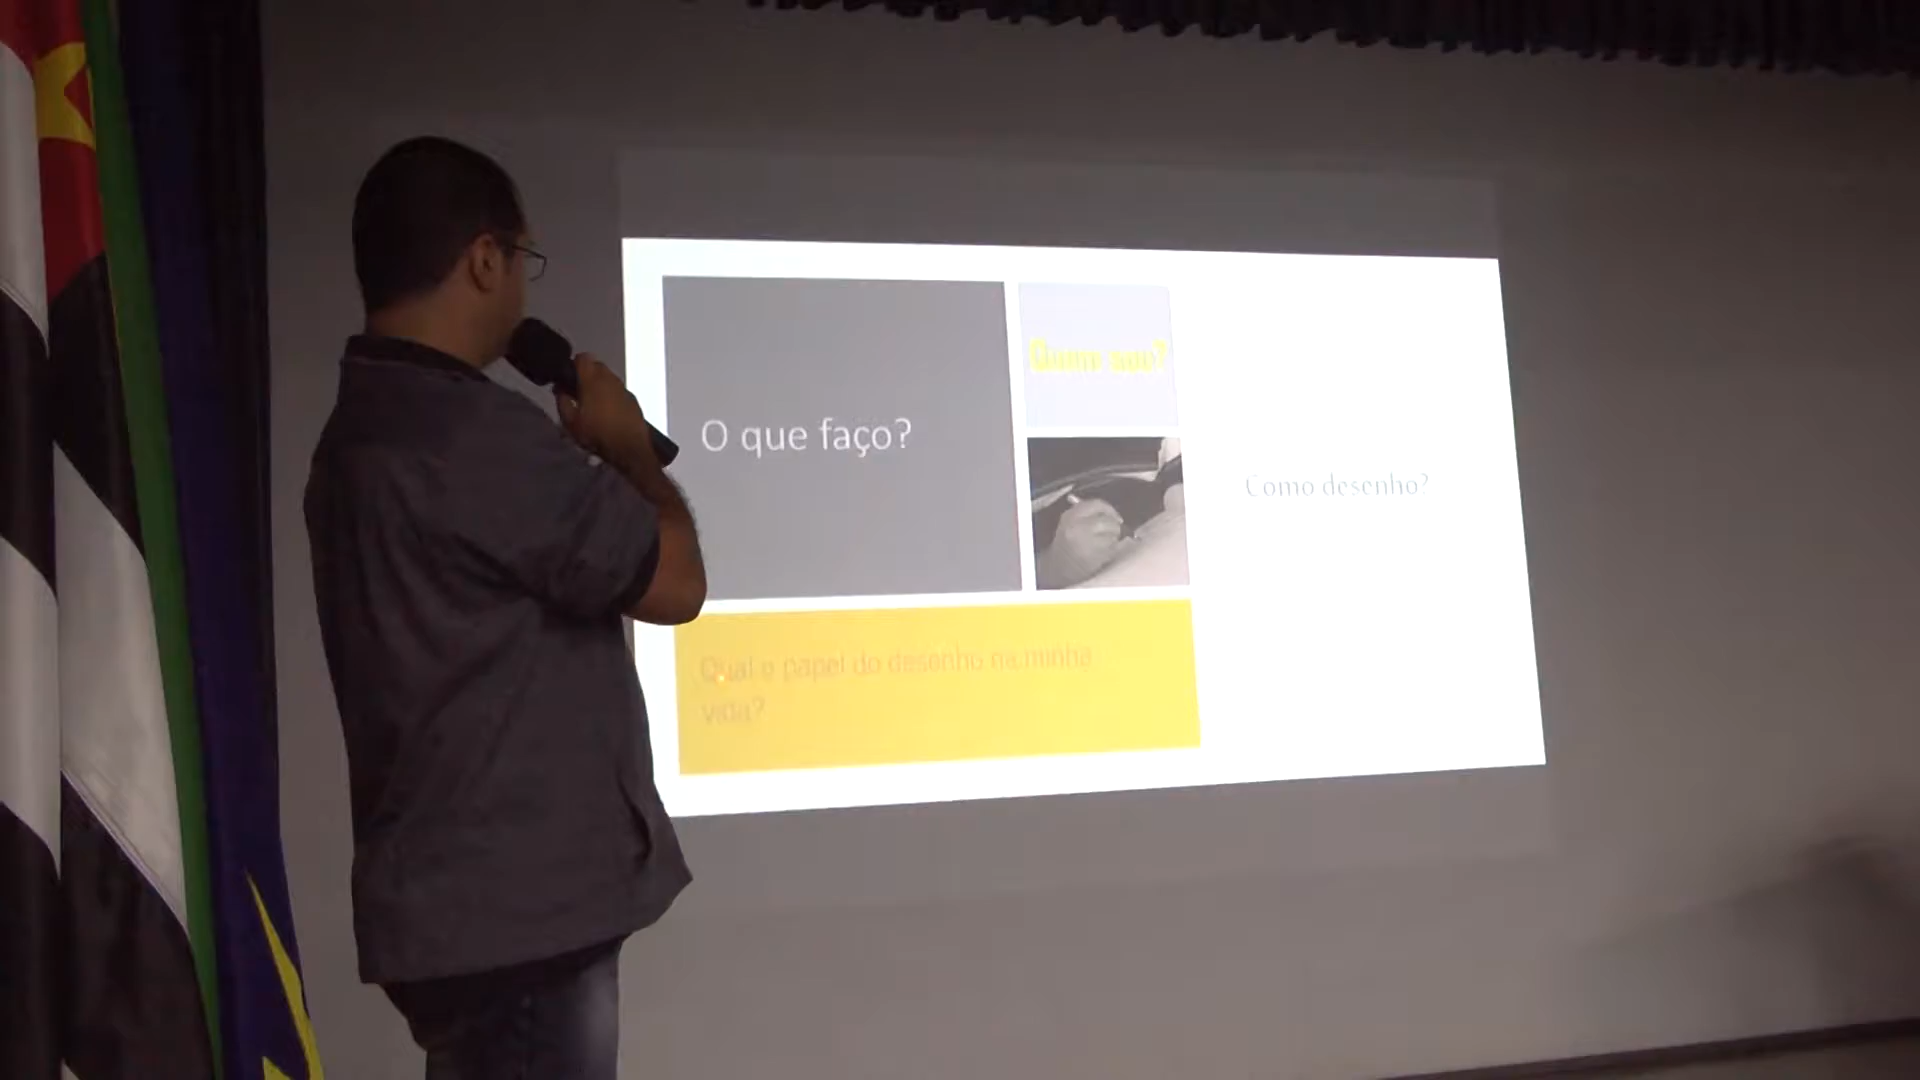 O que faço?
Quem sou?
Como desenho?
Qual o papel do desenho na minha
vida?